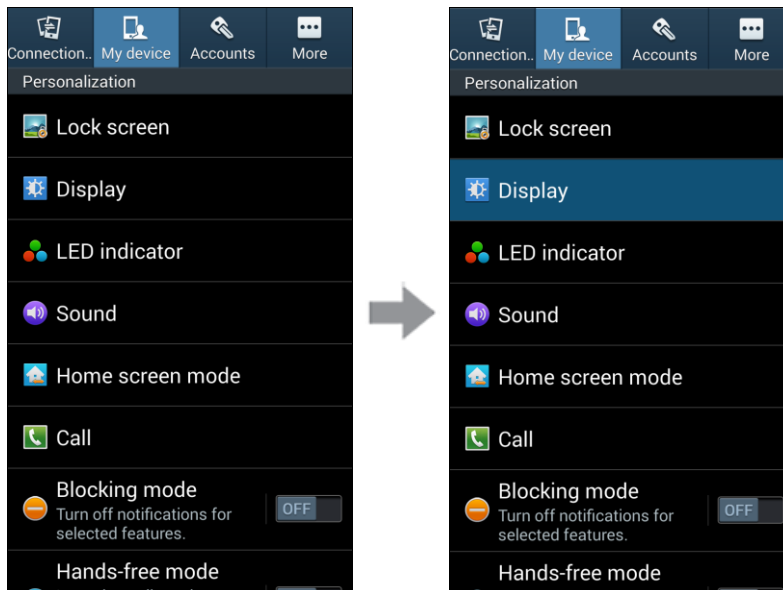 Connection..
My device
Accounts
More
Personalization
Lock screen
Display
LED indicator
Sound
Home screen mode
Call
Blocking mode
Turn off notifications for
selected features.
OFF
Hands-free mode
Connection..
My device
Accounts
More
Personalization
Lock screen
Display
LED indicator
Sound
Home screen mode
Call
Blocking mode
Turn off notifications for
selected features.
OFF
Hands-free mode